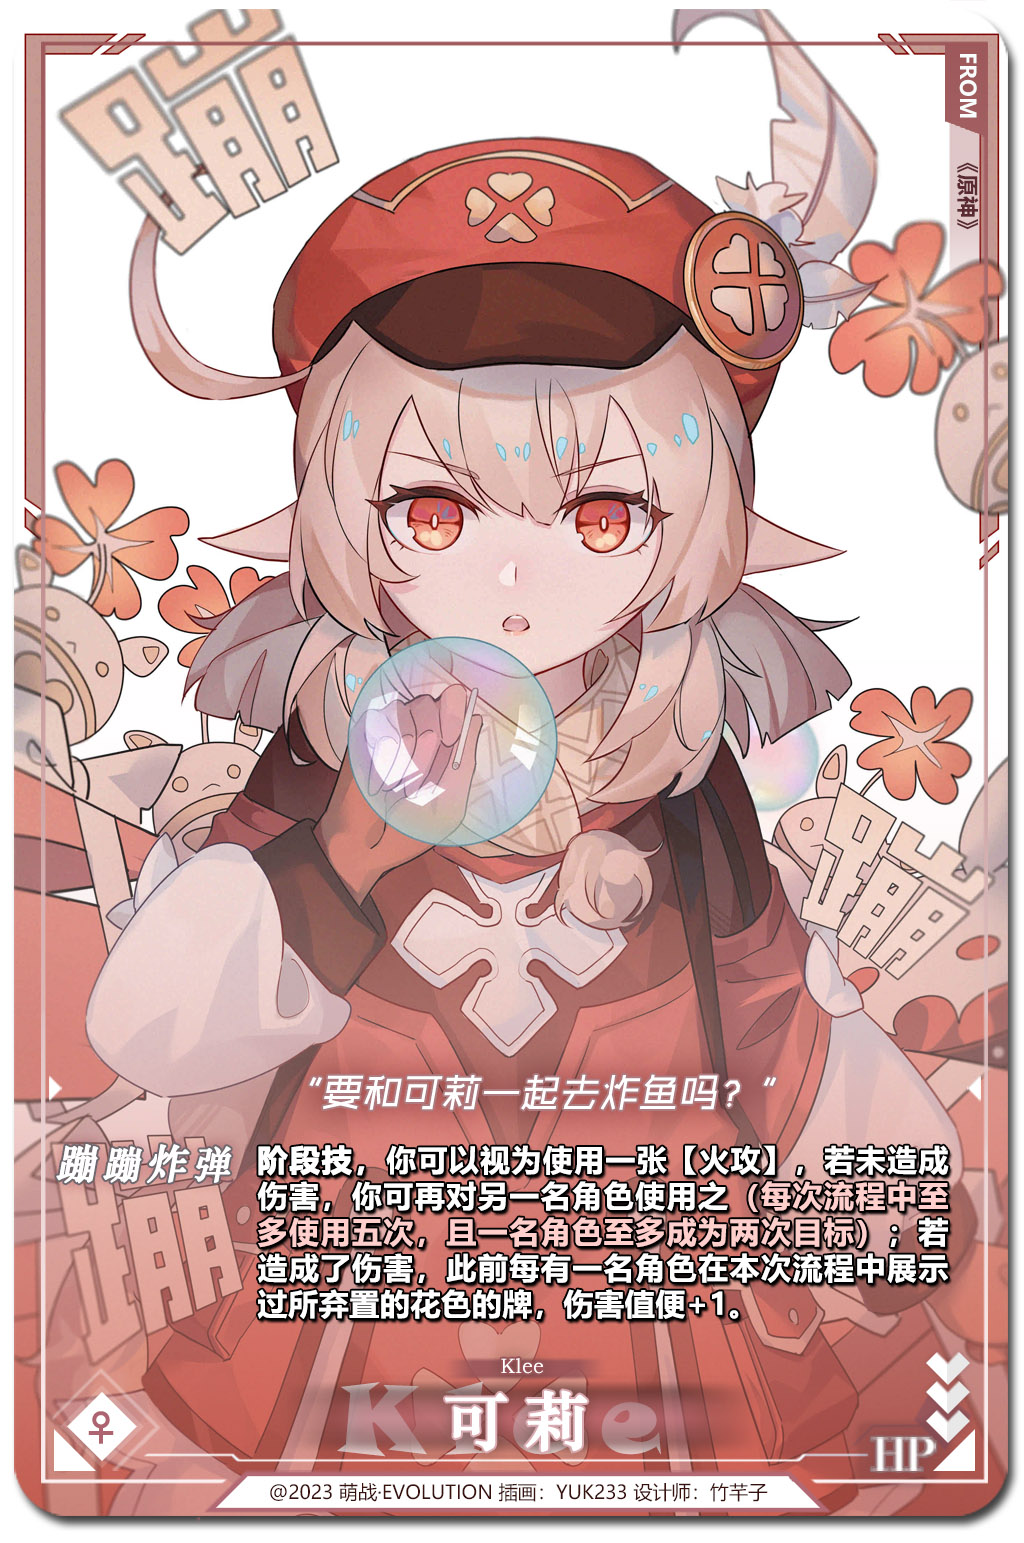 蹦
FROM
《原神》
蹦
“要和可莉一起去炸鱼吗？“
蹦蹦炸弹
阶段技，你可以视为使用一张【火攻】，若未造成
伤害，你可再对另一名角色使用之（每次流程中至
多使用五次，且一名角色至多成为两次目标）；若
造成了伤害，此前每有一名角色在本次流程中展示
过所弃置的花色的牌，伤害值便+1。
蹦
Klee
Klee
可莉
HP
@2023 萌战·EVOLUTION 插画：YUK233 设计师：竹芊子